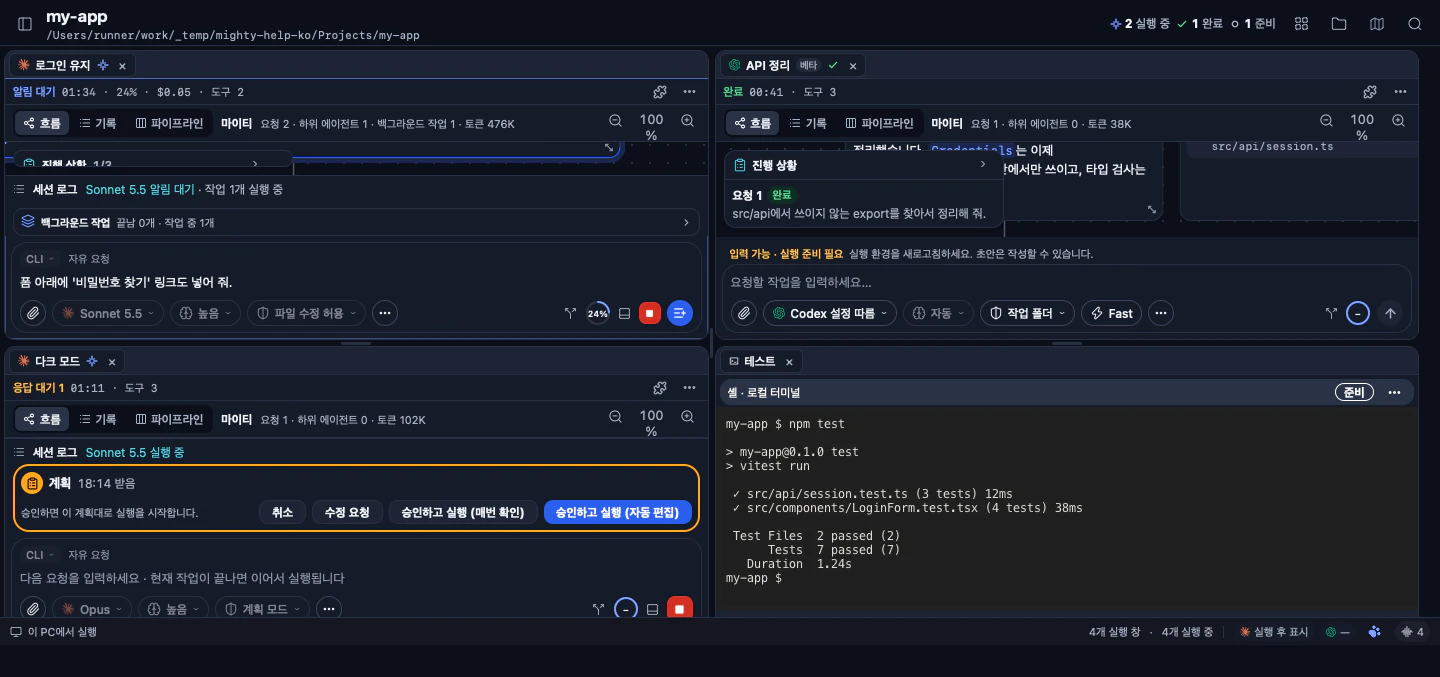 my-app
/Users/runner/work/_temp/mighty-help-ko/Projects/my-app
2 실행 중 1 완료 1 준비
로그인 유지
알림 대기 01:34 · 24% · $0.05 · 도구 2
흐름 기록 파이프라인 마이티 요청 2 · 하위 에이전트 1 · 백그라운드 작업 1 · 토큰 476K
100
%
진행 상황 1/3
세션 로그 Sonnet 5.5 알림 대기 · 작업 1개 실행 중
백그라운드 작업 끝남 0개 · 작업 중 1개
CLI 자유 요청
폼 아래에 '비밀번호 찾기' 링크도 넣어 줘.
Sonnet 5.5 높음 파일 수정 허용 24%
API 정리 베타
완료 00:41 · 도구 3
흐름 기록 파이프라인 마이티 요청 1 · 하위 에이전트 0 · 토큰 38K
100
%
정리했습니다. Credentials 는 이제
안에서만 쓰이고, 타입 검사는
src/api/session.ts
진행 상황
요청 1 완료
src/api에서 쓰이지 않는 export를 찾아서 정리해 줘.
입력 가능 · 실행 준비 필요 실행 환경을 새로고침하세요. 초안은 작성할 수 있습니다.
요청할 작업을 입력하세요...
Codex 설정 따름 자동 작업 폴더 Fast
다크 모드
응답 대기 1 01:11 · 도구 3
흐름 기록 파이프라인 마이티 요청 1 · 하위 에이전트 0 · 토큰 102K
100
%
세션 로그 Sonnet 5.5 실행 중
계획 18:14 받음
승인하면 이 계획대로 실행을 시작합니다.
취소 수정 요청 승인하고 실행 (매번 확인) 승인하고 실행 (자동 편집)
CLI 자유 요청
다음 요청을 입력하세요 · 현재 작업이 끝나면 이어서 실행됩니다
Opus 높음 계획 모드
테스트
셸 · 로컬 터미널 준비
my-app $ npm test
> my-app@0.1.0 test
> vitest run
✓ src/api/session.test.ts (3 tests) 12ms
✓ src/components/LoginForm.test.tsx (4 tests) 38ms
Test Files 2 passed (2)
Tests 7 passed (7)
Duration 1.24s
my-app $
이 PC에서 실행
4개 실행 창 · 4개 실행 중 실행 후 표시 — 4